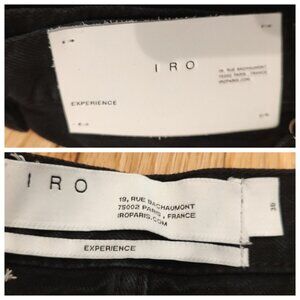 IRO
19, RUE BACHAUMONT
75002 PARIS - FRANCE
IROPARIS.COM
EXPERIENCE
IRO
19, RUE BACHAUMONT
75002 PARIS - FRANCE
IROPARIS.COM
EXPERIENCE